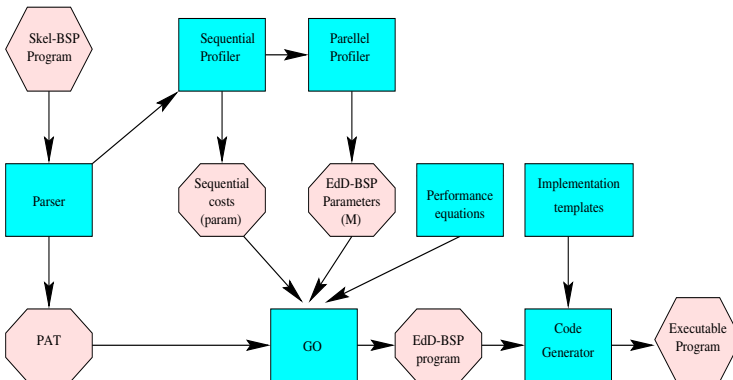 Skel-BSP
Program
Sequential
Profiler
Parellel
Profiler
Parser
Sequential
costs
(param)
EdD-BSP
Parameters
(M)
Performance
equations
Implementation
templates
PAT
GO
EdD-BSP
program
Code
Generator
Executable
Program